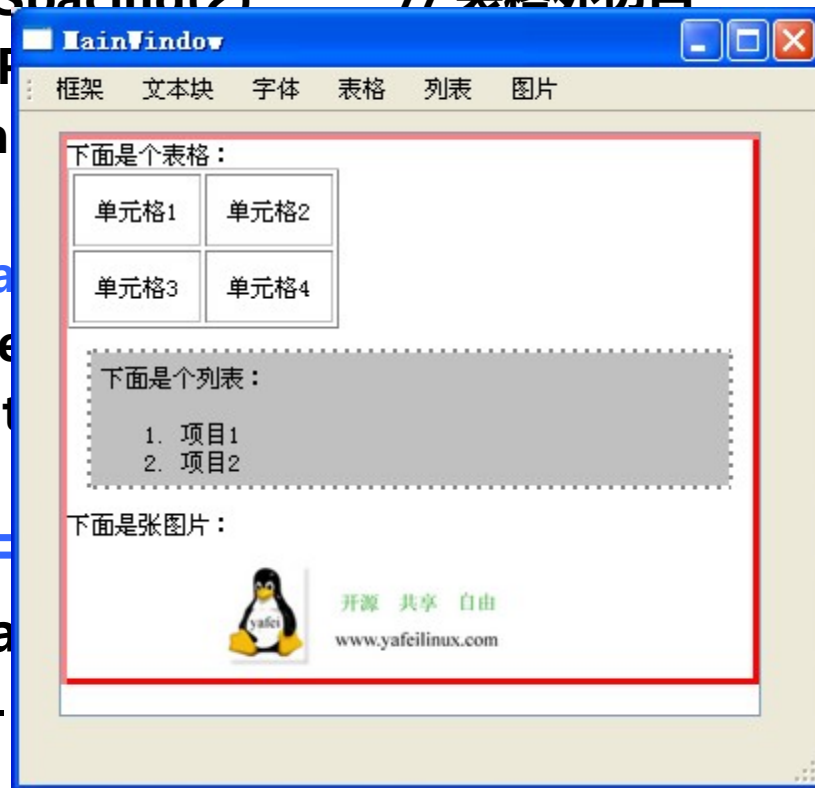 MainWindow
框架 文本块 字体 表格 列表 图片
下面是个表格：
单元格1 单元格2
单元格3 单元格4
下面是个列表：
1. 项目1
2. 项目2
下面是张图片：
yafei
开源 共享 自由
www.yafeilinux.com